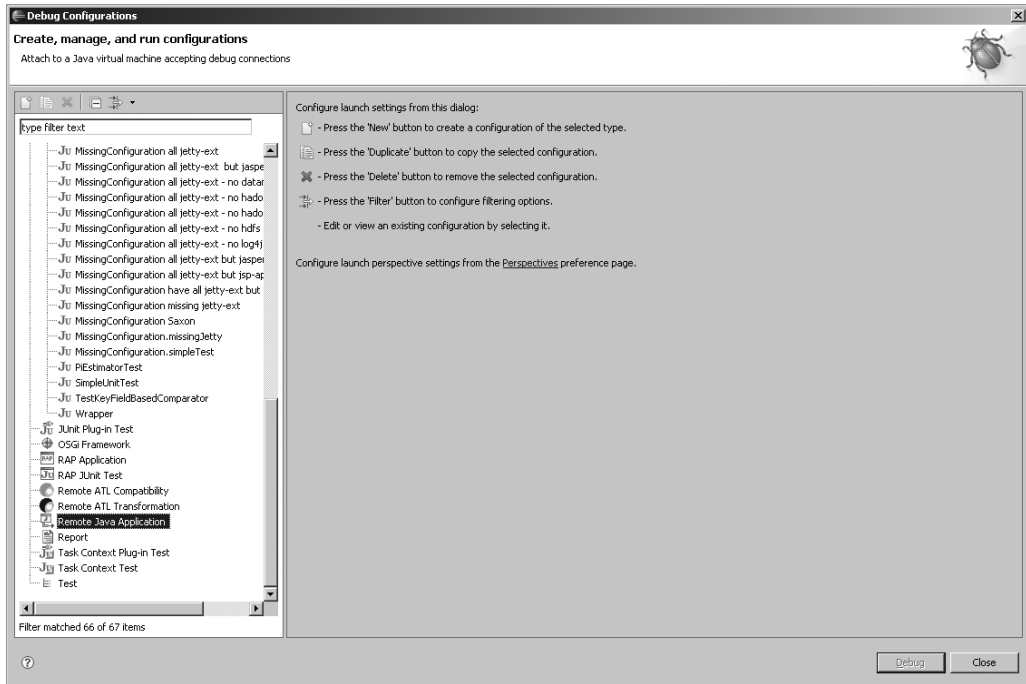 Debug Configurations
Create, manage, and run configurations
Attach to a Java virtual machine accepting debug connections
type filter text
MissingConfiguration all jetty-ext
MissingConfiguration all jetty-ext but jaspe
MissingConfiguration all jetty-ext - no datan
MissingConfiguration all jetty-ext - no hado
MissingConfiguration all jetty-ext - no hado
MissingConfiguration all jetty-ext - no hdfs
MissingConfiguration all jetty-ext - no log4j
MissingConfiguration all jetty-ext but jasper
MissingConfiguration all jetty-ext but jsp-ap
MissingConfiguration have all jetty-ext but
MissingConfiguration missing jetty-ext
MissingConfiguration Saxon
MissingConfiguration.missingJetty
MissingConfiguration.simpleTest
PiEstimatorTest
SimpleUnitTest
TestKeyFieldBasedComparator
Wrapper
JUnit Plug-in Test
OSGi Framework
RAP Application
RAP JUnit Test
Remote ATL Compatibility
Remote ATL Transformation
Remote Java Application
Report
Task Context Plug-in Test
Task Context Test
Test
Filter matched 66 of 67 items
Configure launch settings from this dialog:
- Press the 'New' button to create a configuration of the selected type.
- Press the 'Duplicate' button to copy the selected configuration.
- Press the 'Delete' button to remove the selected configuration.
- Press the 'Filter' button to configure filtering options.
- Edit or view an existing configuration by selecting it.
Configure launch perspective settings from the Perspectives preference page.
Debug
Close